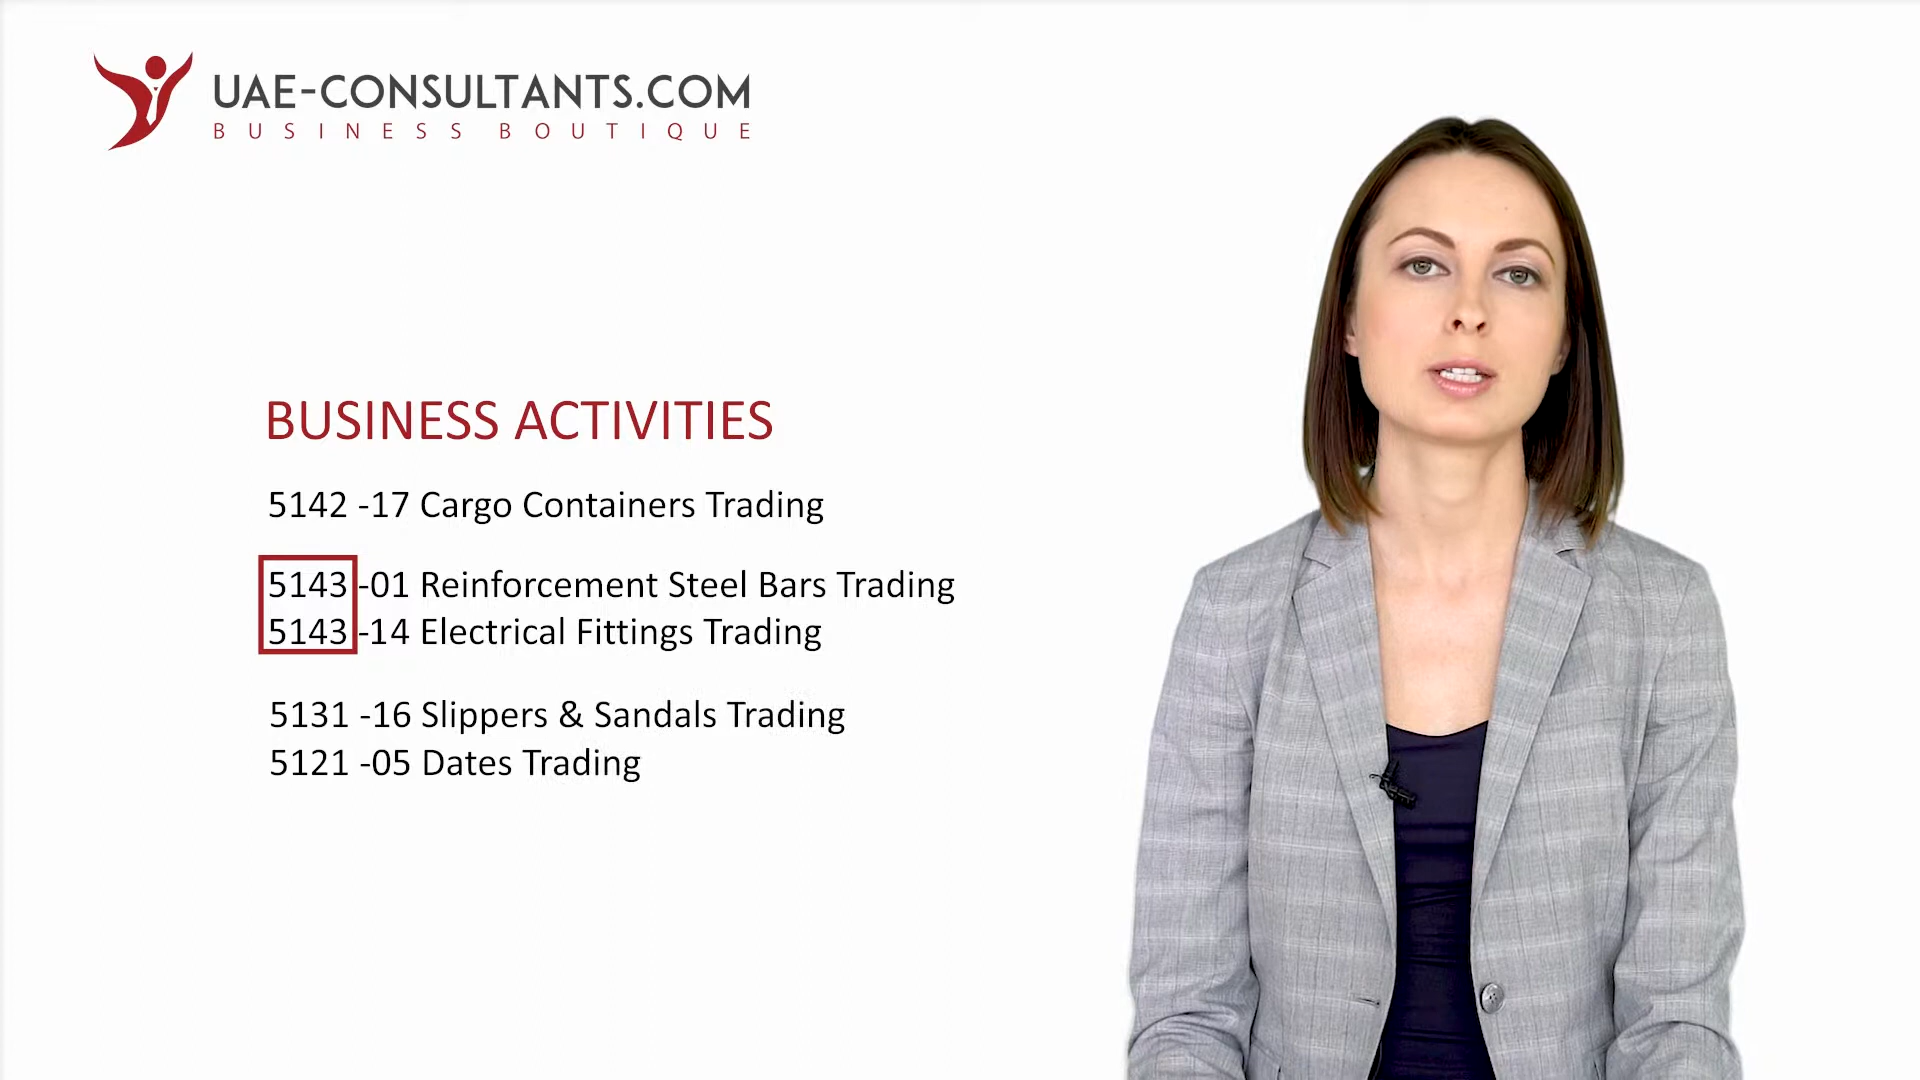 UAE-CONSULTANTS.COM
BUSINESS BOUTIQUE
BUSINESS ACTIVITIES
5142 -17 Cargo Containers Trading
5143 -01 Reinforcement Steel Bars Trading
5143 -14 Electrical Fittings Trading
5131 -16 Slippers & Sandals Trading
5121 -05 Dates Trading